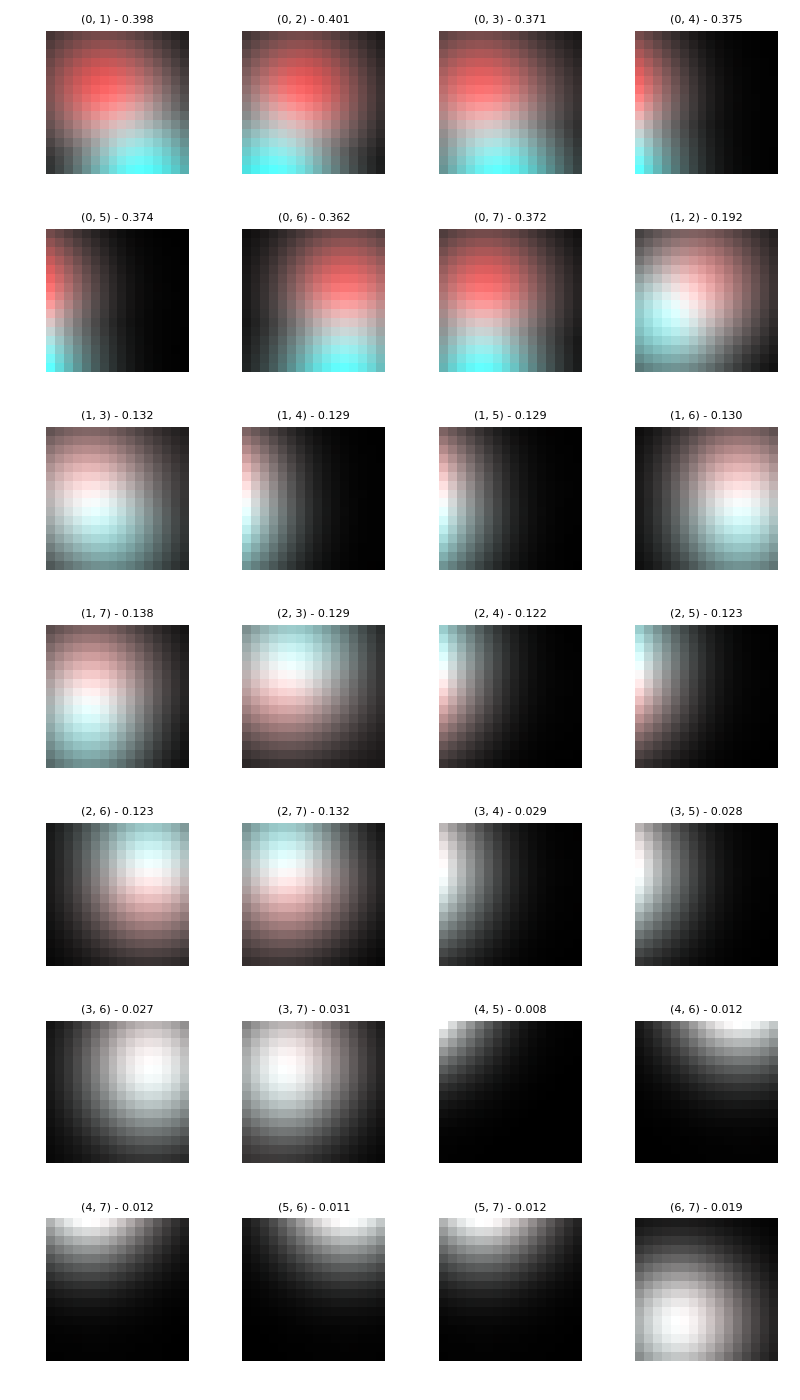 (0, 1) - 0.398 (0, 2) - 0.401 (0, 3) - 0.371 (0, 4) - 0.375
(0, 5) - 0.374 (0, 6) - 0.362 (0, 7) - 0.372 (1, 2) - 0.192
(1, 3) - 0.132 (1, 4) - 0.129 (1, 5) - 0.129 (1, 6) - 0.130
(1, 7) - 0.138 (2, 3) - 0.129 (2, 4) - 0.122 (2, 5) - 0.123
(2, 6) - 0.123 (2, 7) - 0.132 (3, 4) - 0.029 (3, 5) - 0.028
(3, 6) - 0.027 (3, 7) - 0.031 (4, 5) - 0.008 (4, 6) - 0.012
(4, 7) - 0.012 (5, 6) - 0.011 (5, 7) - 0.012 (6, 7) - 0.019